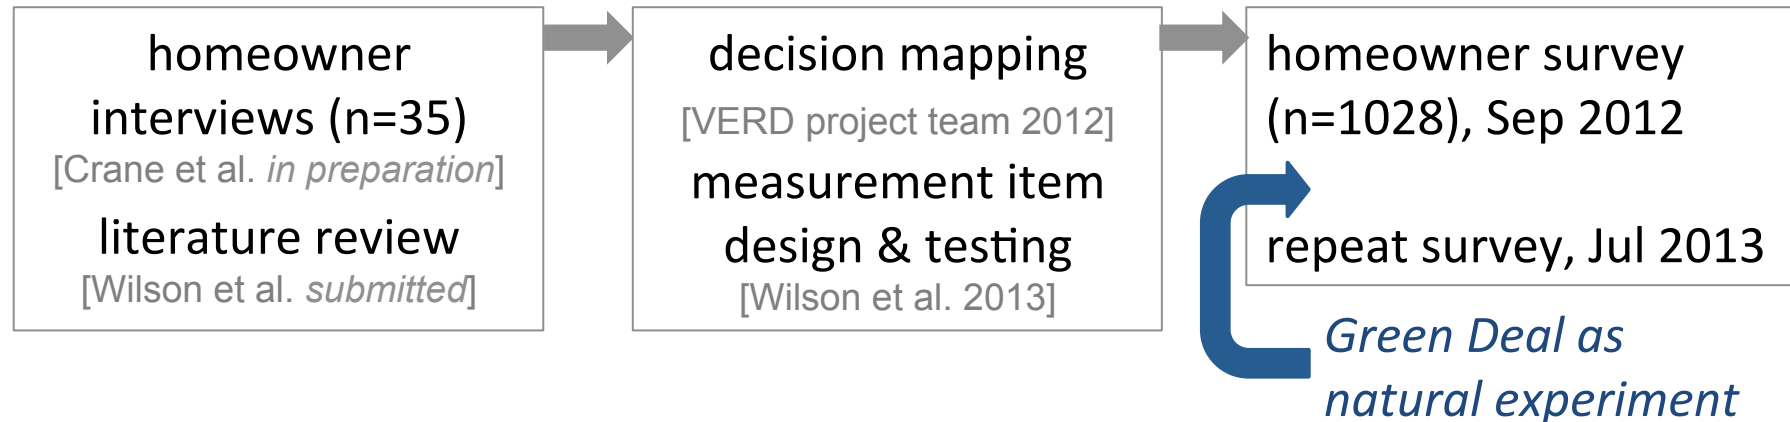 homeowner
interviews (n=35)
[Crane et al. in preparation]
literature review
[Wilson et al. submitted]
decision mapping
[VERD project team 2012]
measurement item
design & testing
[Wilson et al. 2013]
homeowner survey
(n=1028), Sep 2012
repeat survey, Jul 2013
Green Deal as
natural experiment